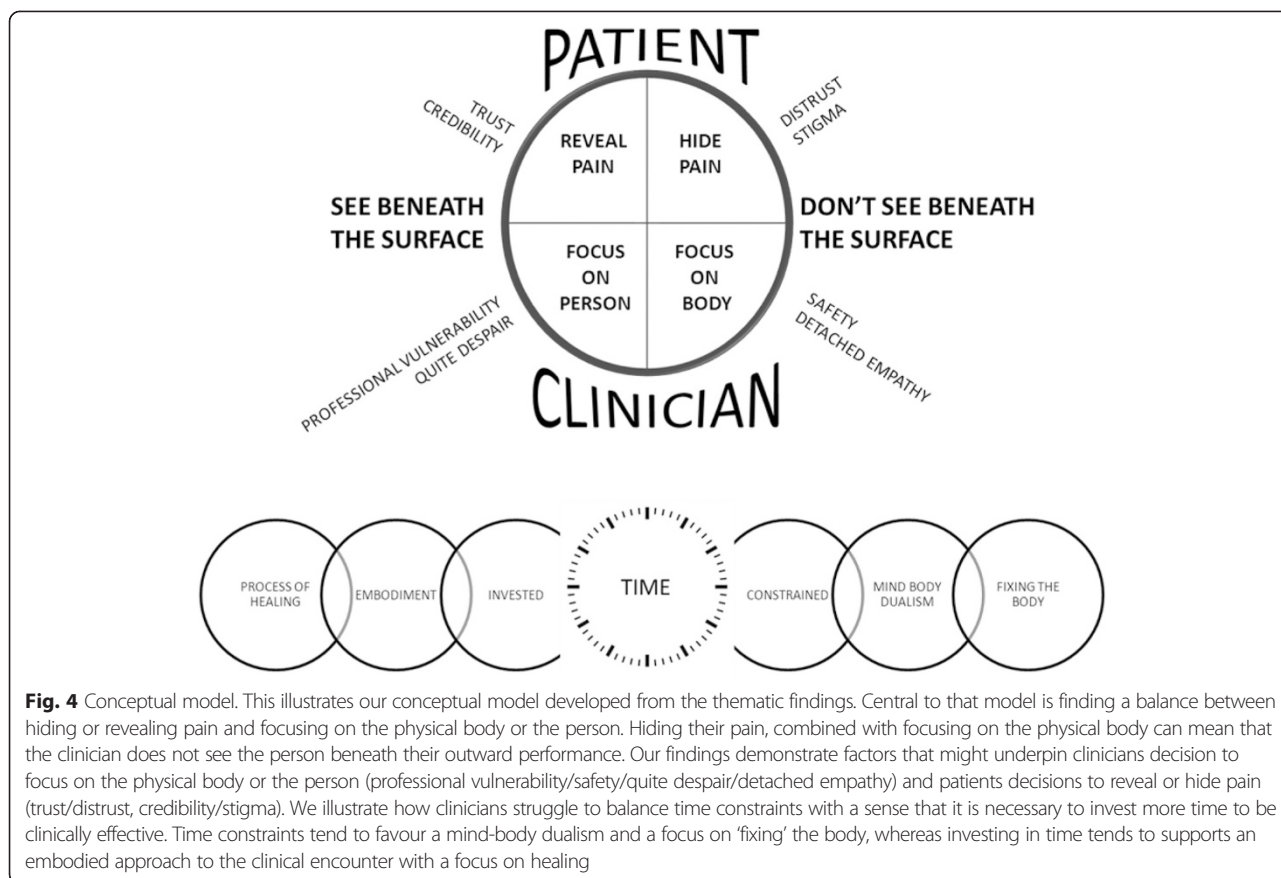 PATIENT
TRUST
CREDIBILITY
DISTRUST
STIGMA
REVEAL
PAIN
HIDE
PAIN
SEE BENEATH
THE SURFACE
DON'T SEE BENEATH
THE SURFACE
FOCUS
ON
PERSON
FOCUS
ON
BODY
PROFESSIONAL VULNERABILITY
QUITE DESPAIR
SAFETY
DETACHED EMPATHY
CLINICIAN
PROCESS OF
HEALING
EMBODIMENT
INVESTED
TIME
CONSTRAINED
MIND BODY
DUALISM
FIXING THE
BODY
Fig. 4 Conceptual model. This illustrates our conceptual model developed from the thematic findings. Central to that model is finding a balance between
hiding or revealing pain and focusing on the physical body or the person. Hiding their pain, combined with focusing on the physical body can mean that
the clinician does not see the person beneath their outward performance. Our findings demonstrate factors that might underpin clinicians decision to
focus on the physical body or the person (professional vulnerability/safety/quite despair/detached empathy) and patients decisions to reveal or hide pain
(trust/distrust, credibility/stigma). We illustrate how clinicians struggle to balance time constraints with a sense that it is necessary to invest more time to be
clinically effective. Time constraints tend to favour a mind-body dualism and a focus on 'fixing' the body, whereas investing in time tends to supports an
embodied approach to the clinical encounter with a focus on healing